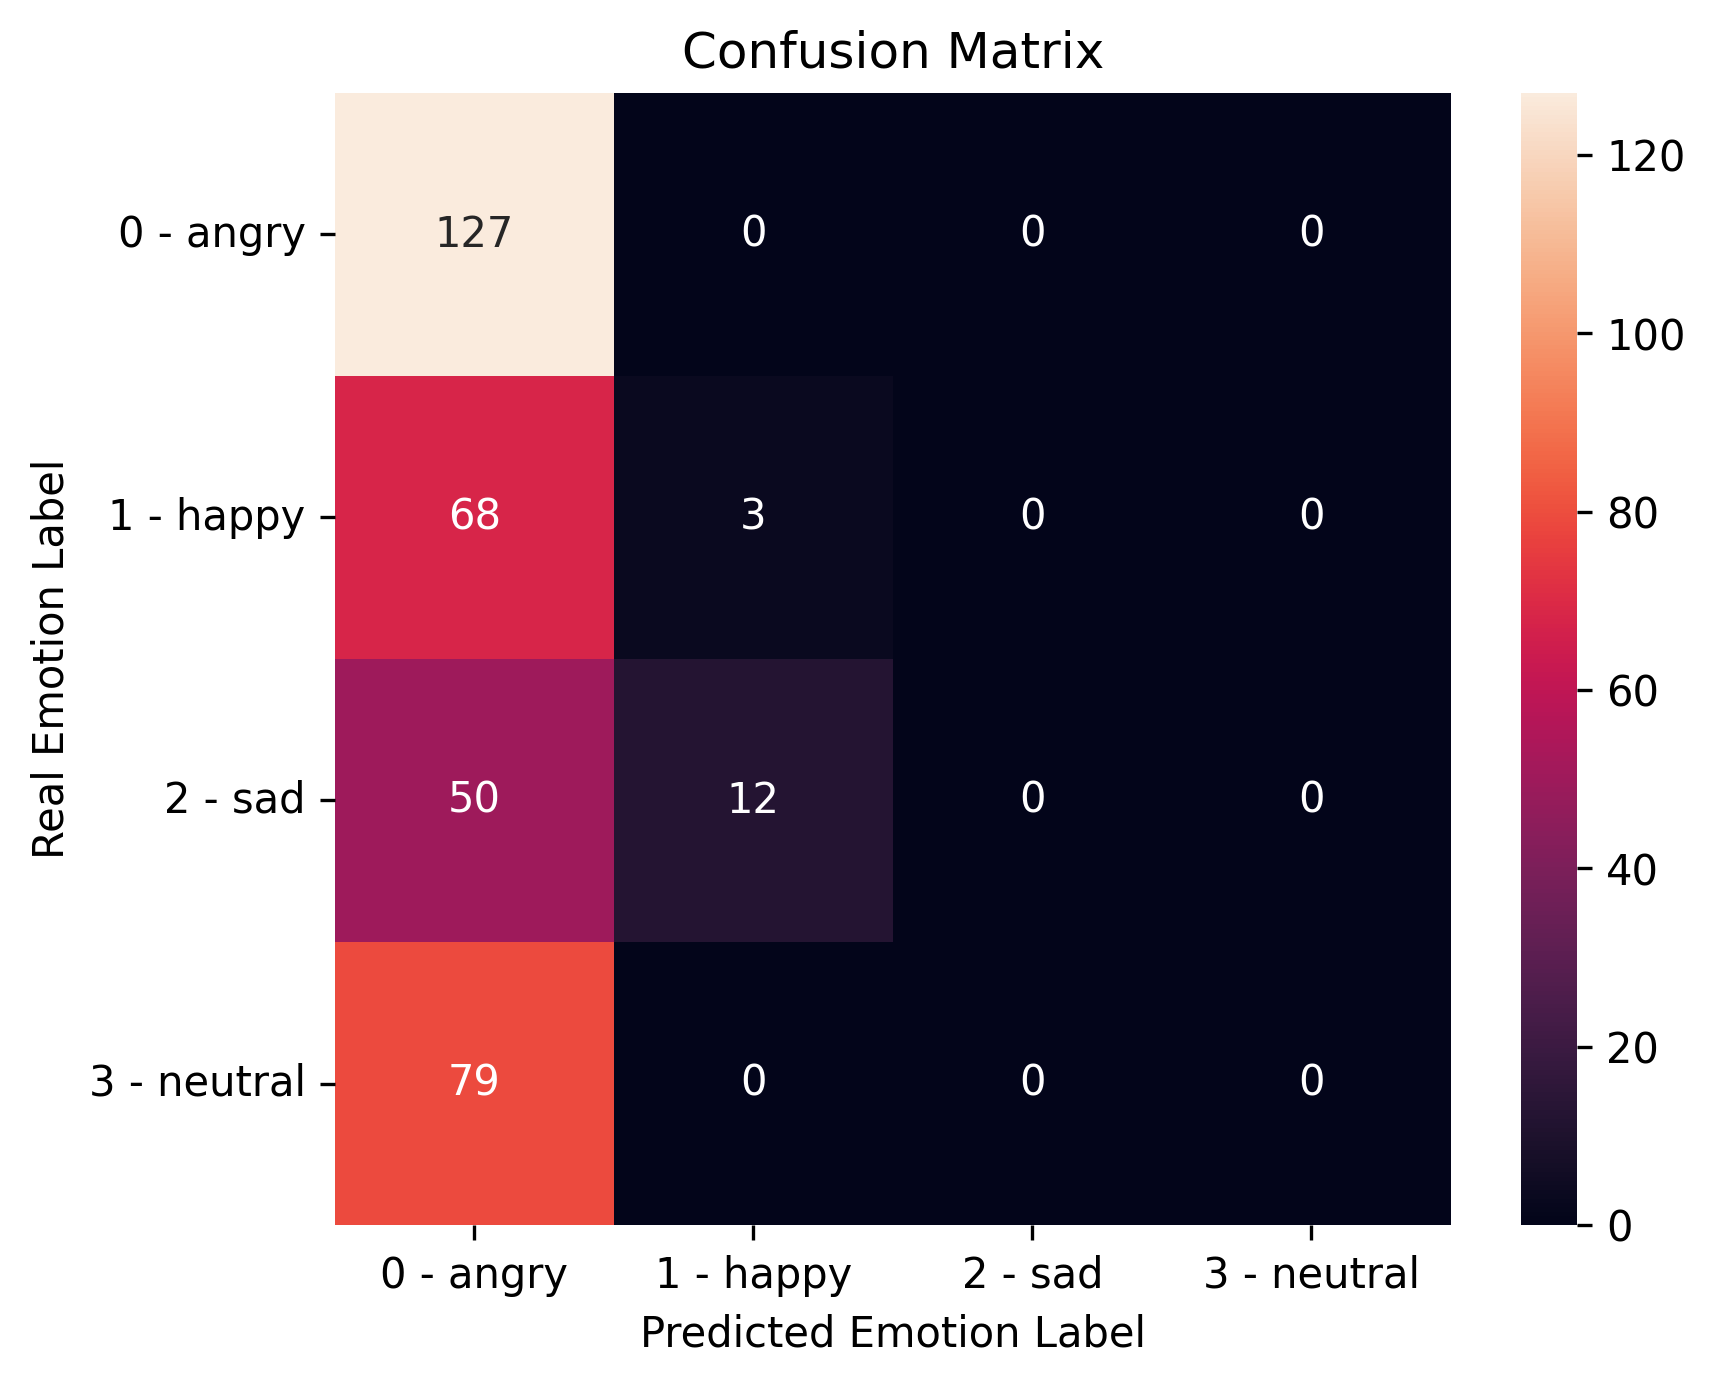 Confusion Matrix
Real Emotion Label
0 - angry 127 0 0 0
1 - happy 68 3 0 0
2 - sad 50 12 0 0
3 - neutral 79 0 0 0
0 - angry 1 - happy 2 - sad 3 - neutral
Predicted Emotion Label
120
100
80
60
40
20
0